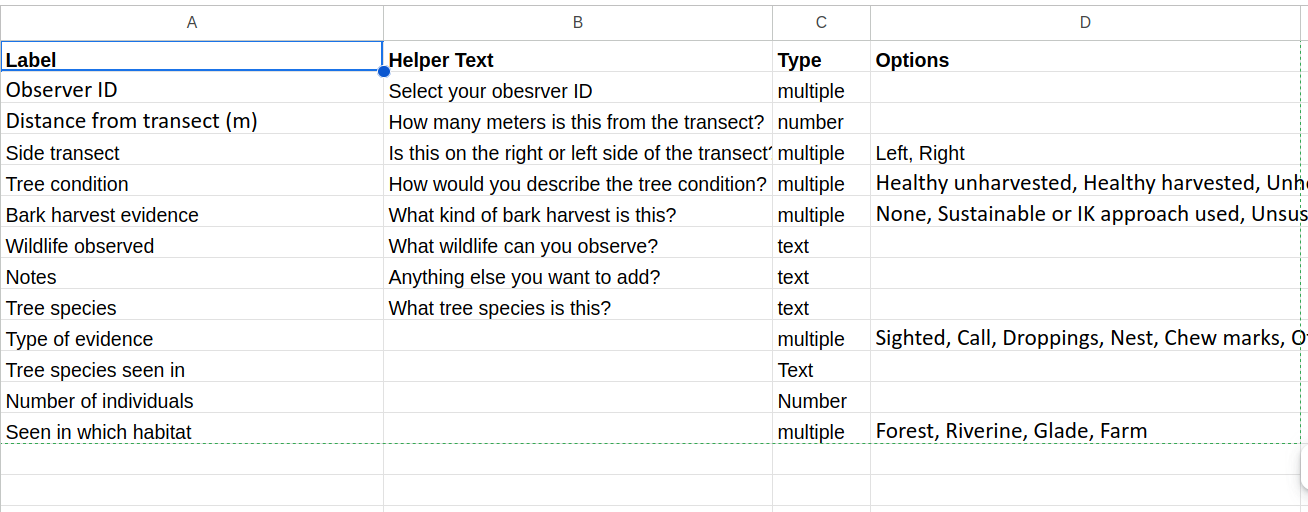 A B C D
Label Helper Text Type Options
Observer ID Select your obesrver ID multiple
Distance from transect (m) How many meters is this from the transect? number
Side transect Is this on the right or left side of the transect? multiple Left, Right
Tree condition How would you describe the tree condition? multiple Healthy unharvested, Healthy harvested,
Bark harvest evidence What kind of bark harvest is this? multiple None, Sustainable or IK approach used,
Wildlife observed What wildlife can you observe? text
Notes Anything else you want to add? text
Tree species What tree species is this? text
Type of evidence multiple Sighted, Call, Droppings, Nest, Chew marks,
Tree species seen in Text
Number of individuals Number
Seen in which habitat multiple Forest, Riverine, Glade, Farm